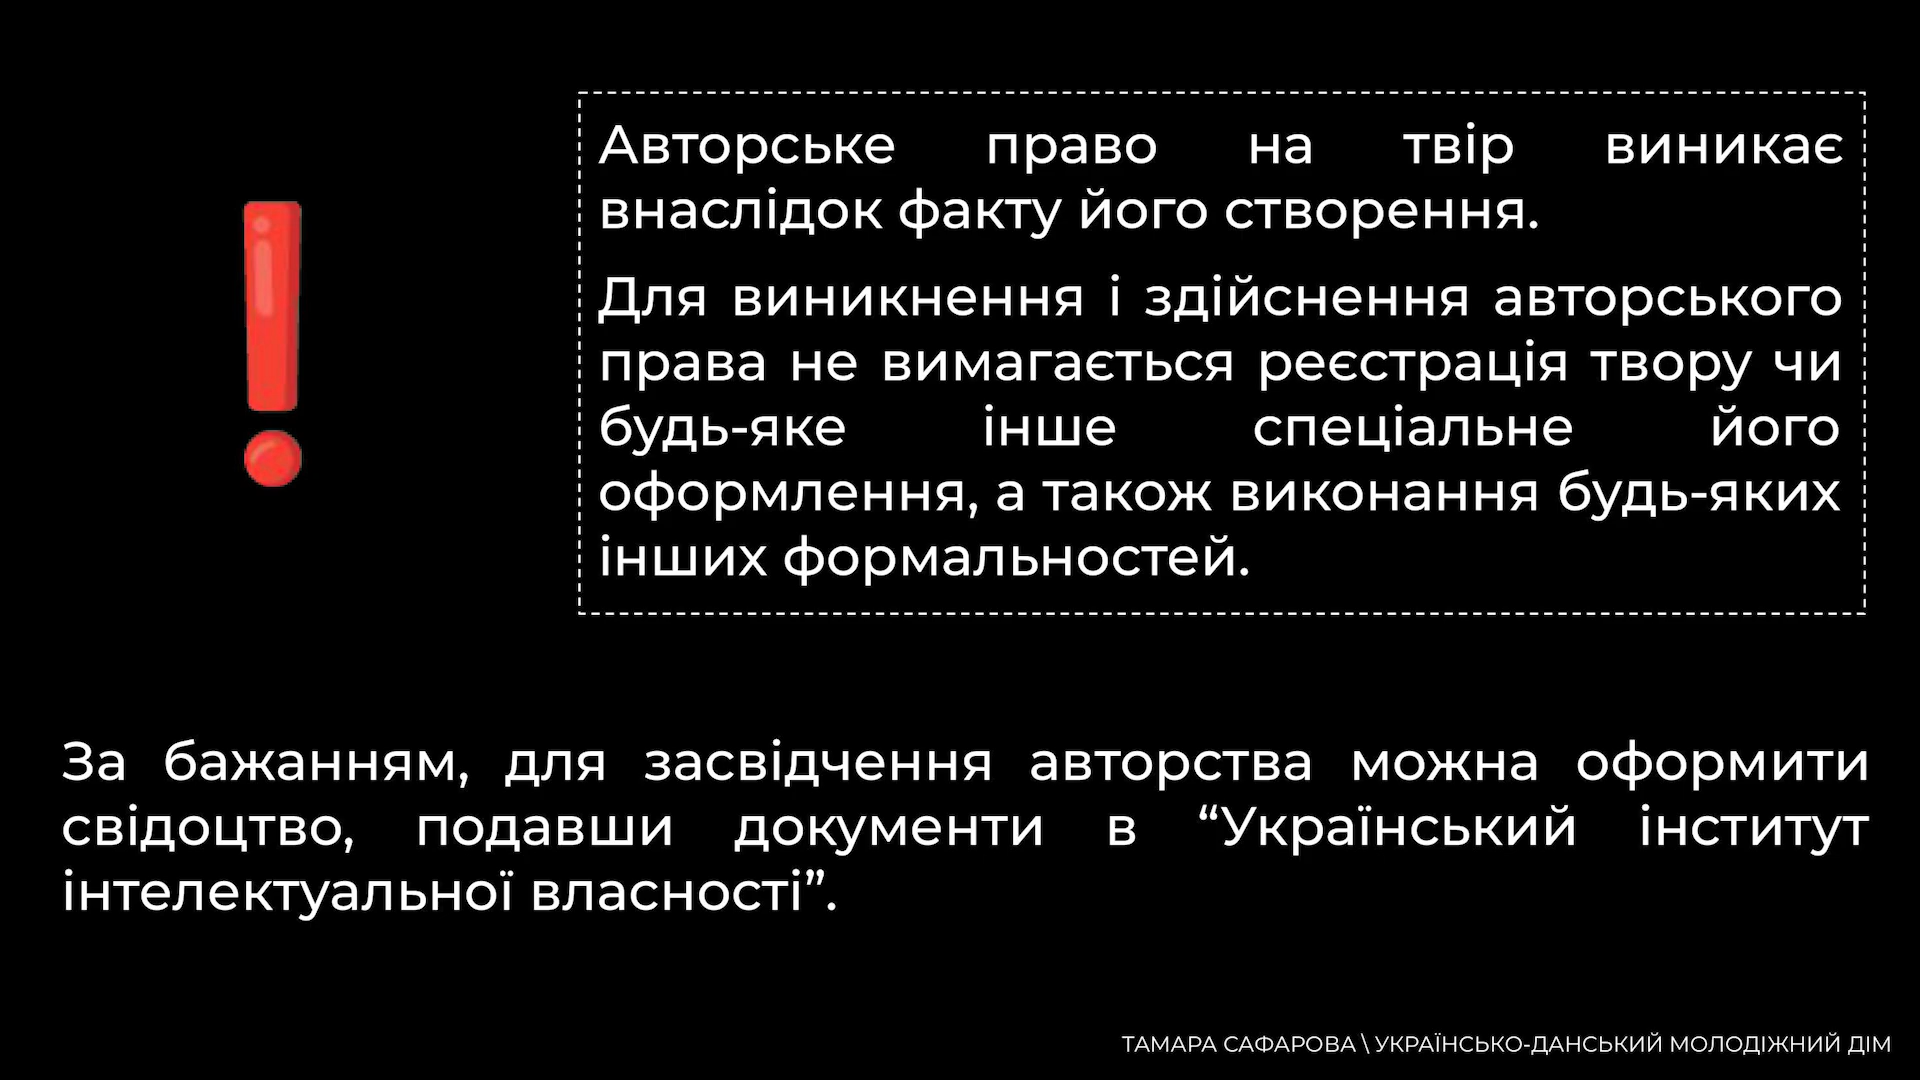 Авторське право на твір виникає
внаслідок факту його створення.
Для виникнення і здійснення авторського
права не вимагається реєстрація твору чи
будь-яке інше спеціальне його
оформлення, а також виконання будь-яких
інших формальностей.
За бажанням, для засвідчення авторства можна оформити
свідоцтво, подавши документи в “Український інститут
інтелектуальної власності”.
ТАМАРА САФАРОВА \ УКРАЇНСЬКО-ДАНСЬКИЙ МОЛОДІЖНИЙ ДІМ